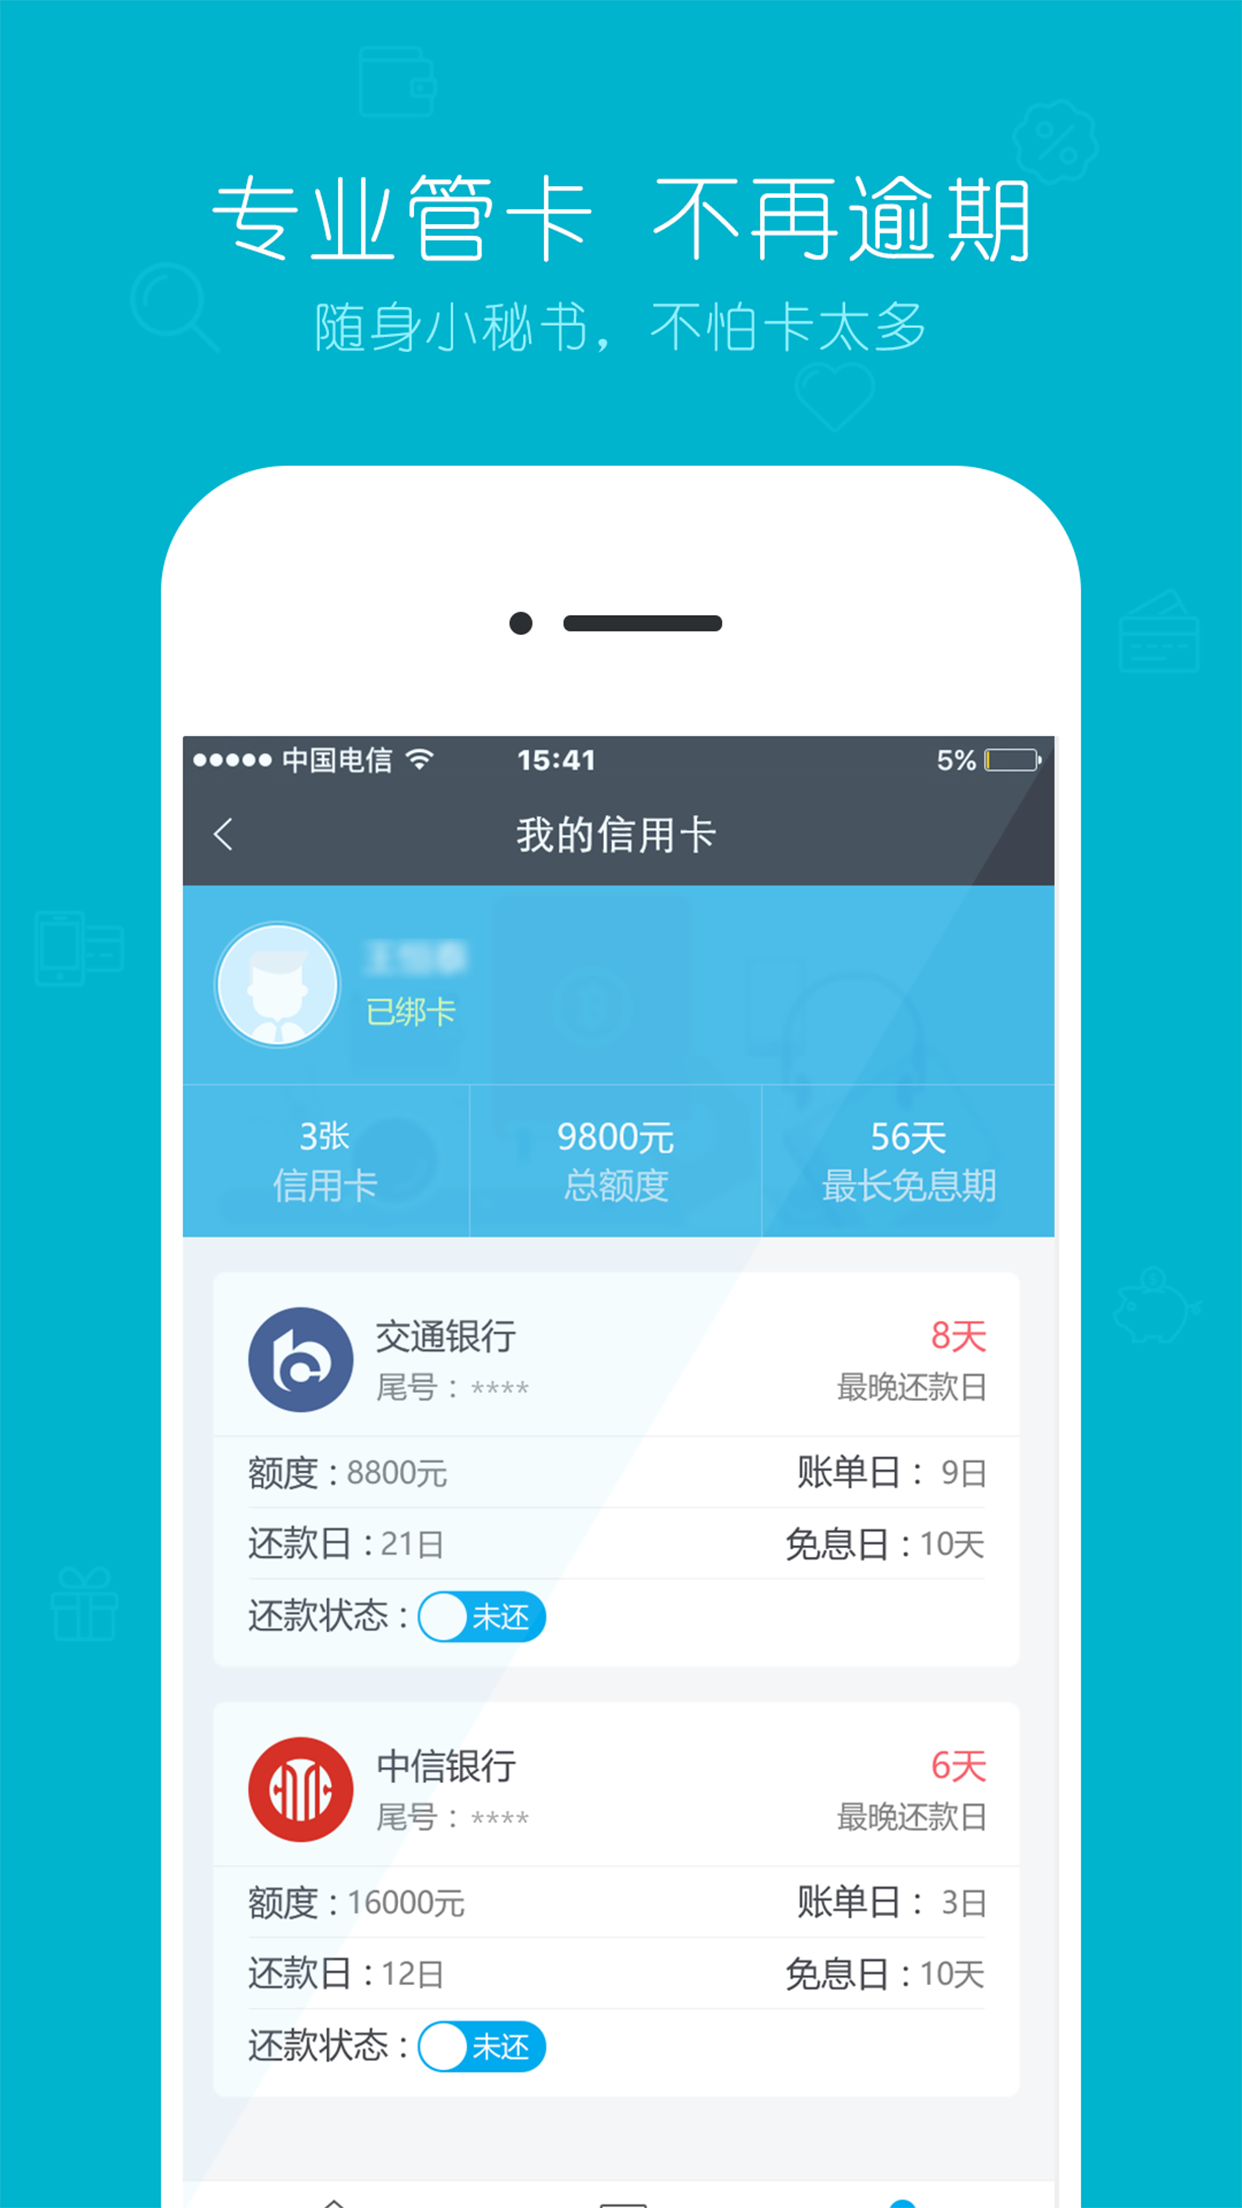 专业管卡 不再逾期
随身小秘书，不怕卡太多
中国电信 15:41 5%
我的信用卡
已绑卡
3张 9800元 56天
信用卡 总额度 最长免息期
交通银行 8天
尾号：**** 最晚还款日
额度：8800元 账单日： 9日
还款日：21日 免息日：10天
还款状态：未还
中信银行 6天
尾号：**** 最晚还款日
额度：16000元 账单日： 3日
还款日：12日 免息日：10天
还款状态：未还